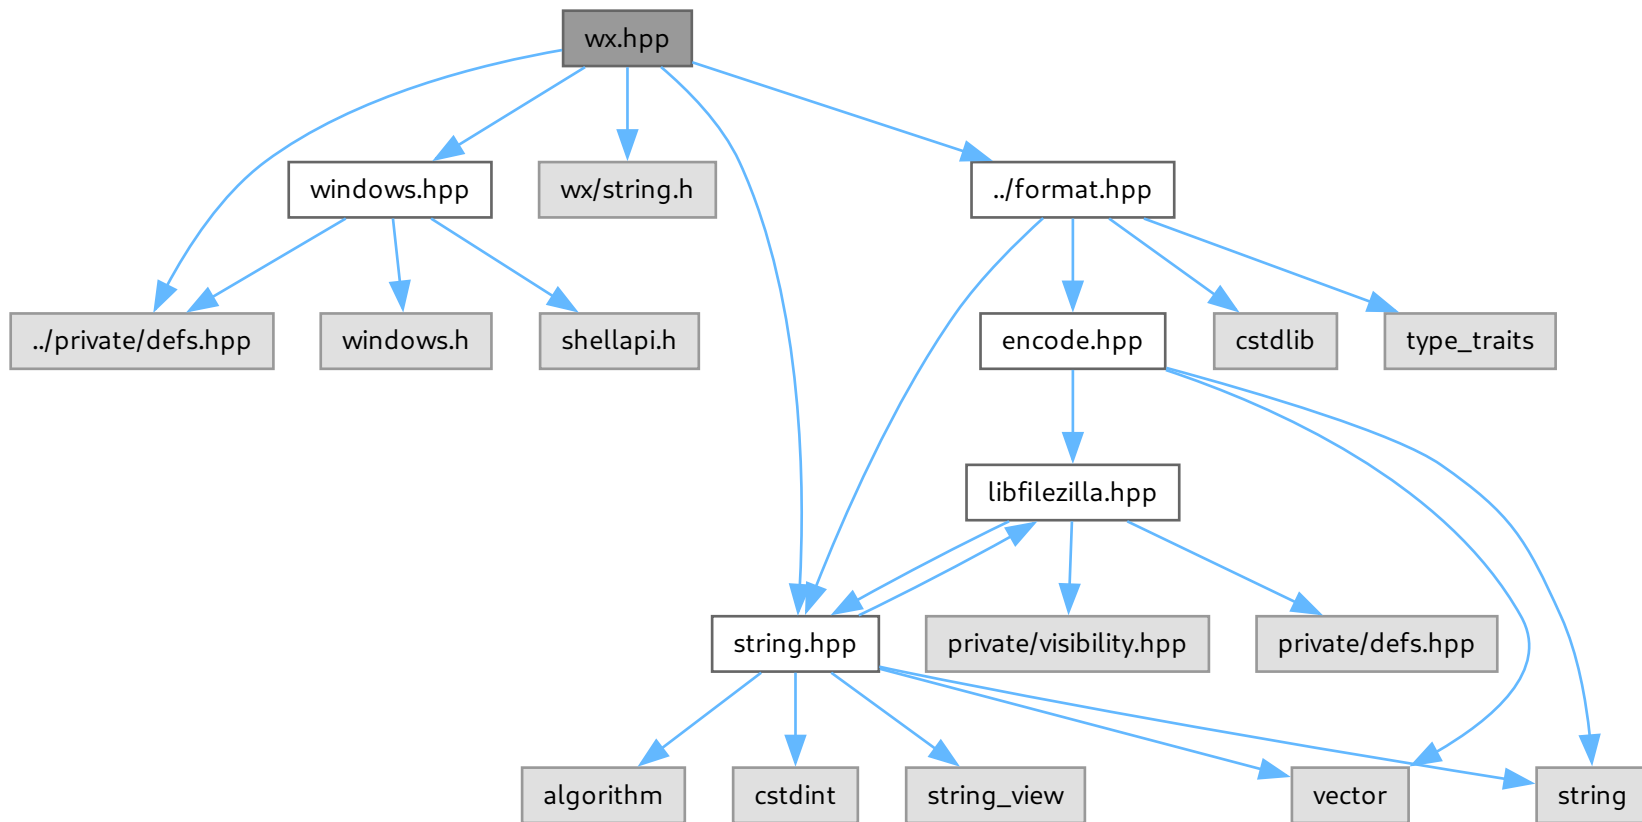 wx.hpp
windows.hpp
wx/string.h
../format.hpp
../private/defs.hpp
windows.h
shellapi.h
encode.hpp
cstdlib
type_traits
libfilezilla.hpp
string.hpp
private/visibility.hpp
private/defs.hpp
algorithm
cstdint
string_view
vector
string